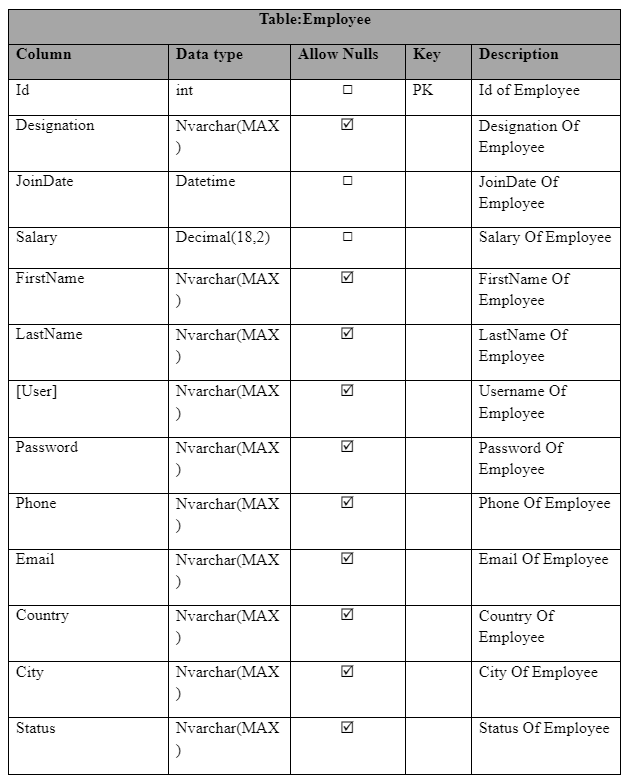 Table:Employee
Column Data type Allow Nulls Key Description
Id int ☐ PK Id of Employee
Designation Nvarchar(MAX ☑ Designation Of
) Employee
JoinDate Datetime ☐ JoinDate Of
Employee
Salary Decimal(18,2) ☐ Salary Of Employee
FirstName Nvarchar(MAX ☑ FirstName Of
) Employee
LastName Nvarchar(MAX ☑ LastName Of
) Employee
[User] Nvarchar(MAX ☑ Username Of
) Employee
Password Nvarchar(MAX ☑ Password Of
) Employee
Phone Nvarchar(MAX ☑ Phone Of Employee
)
Email Nvarchar(MAX ☑ Email Of Employee
)
Country Nvarchar(MAX ☑ Country Of
) Employee
City Nvarchar(MAX ☑ City Of Employee
)
Status Nvarchar(MAX ☑ Status Of Employee
)